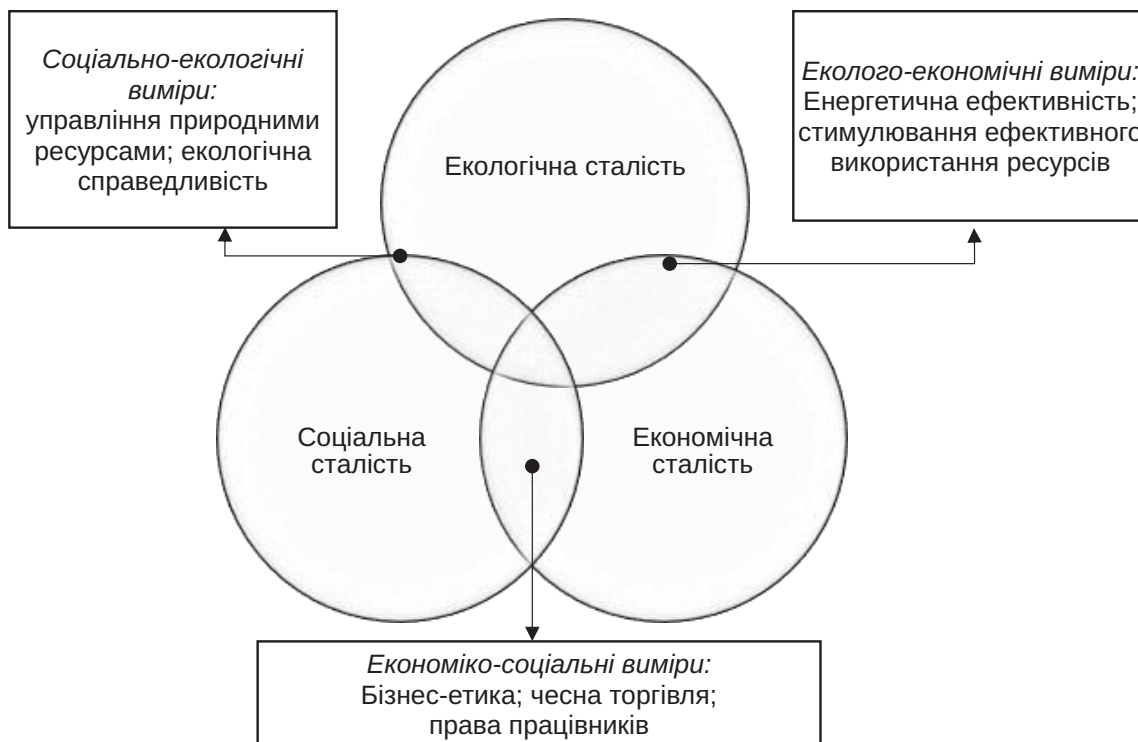 Соціально-екологічні
виміри:
управління природними
ресурсами; екологічна
справедливість
Еколого-економічні виміри:
Енергетична ефективність;
стимулювання ефективного
використання ресурсів
Екологічна сталість
Соціальна
сталість
Економічна
сталість
Економіко-соціальні виміри:
Бізнес-етика; чесна торгівля;
права працівників